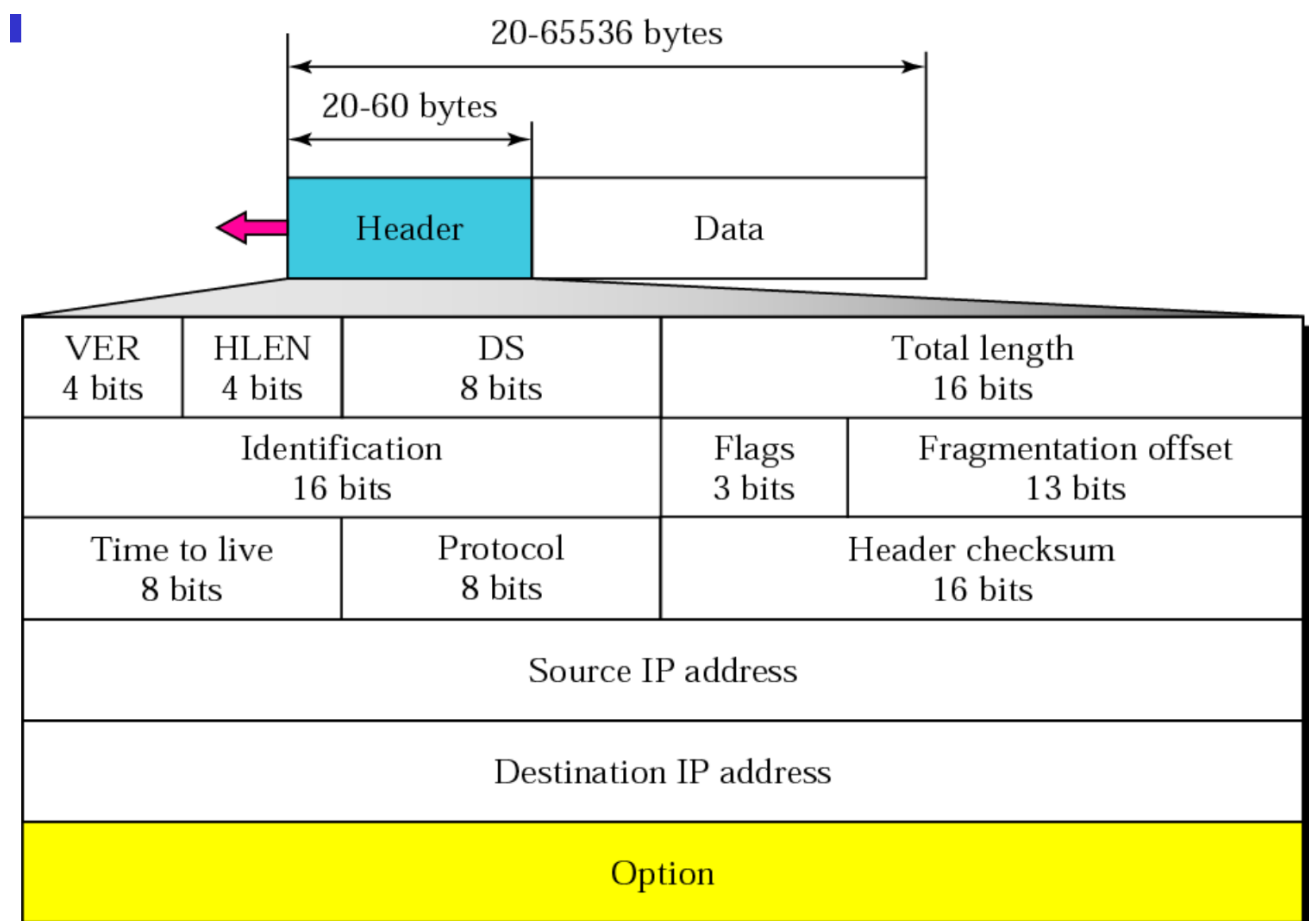 20-65536 bytes
20-60 bytes
Header
Data
VER
4 bits
HLEN
4 bits
DS
8 bits
Total length
16 bits
Identification
16 bits
Flags
3 bits
Fragmentation offset
13 bits
Time to live
8 bits
Protocol
8 bits
Header checksum
16 bits
Source IP address
Destination IP address
Option